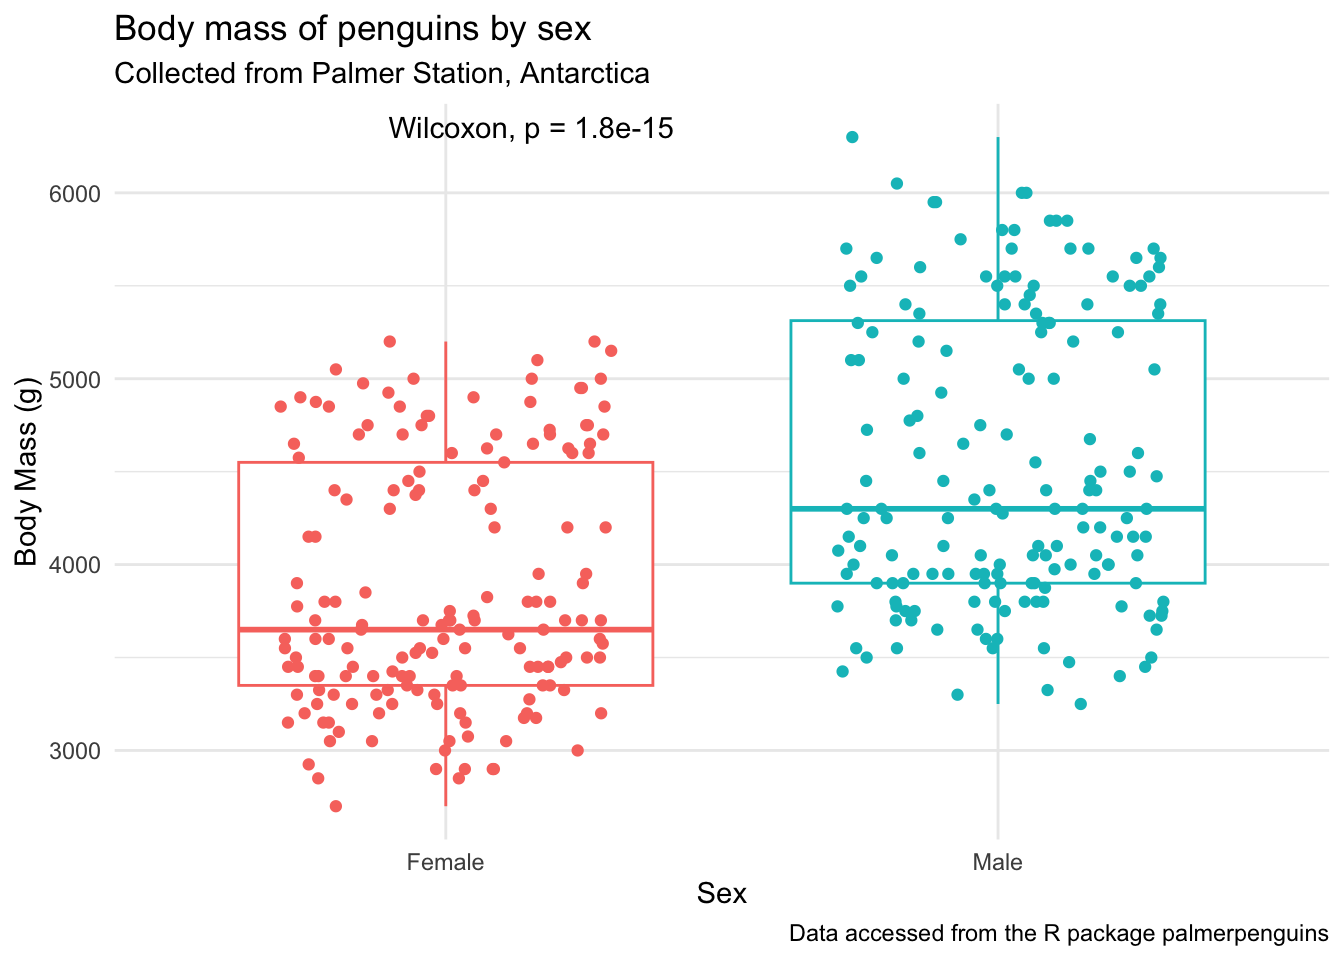 Body mass of penguins by sex
Collected from Palmer Station, Antarctica
Wilcoxon, p = 1.8e-15
6000
5000
4000
3000
Body Mass (g)
Female
Male
Sex
Data accessed from the R package palmerpenguins